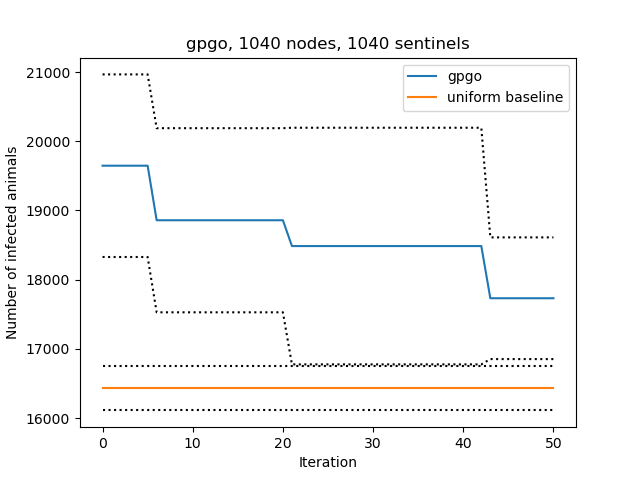 gpgo, 1040 nodes, 1040 sentinels
gpgo
uniform baseline
Number of infected animals
21000
20000
19000
18000
17000
16000
0 10 20 30 40 50
Iteration